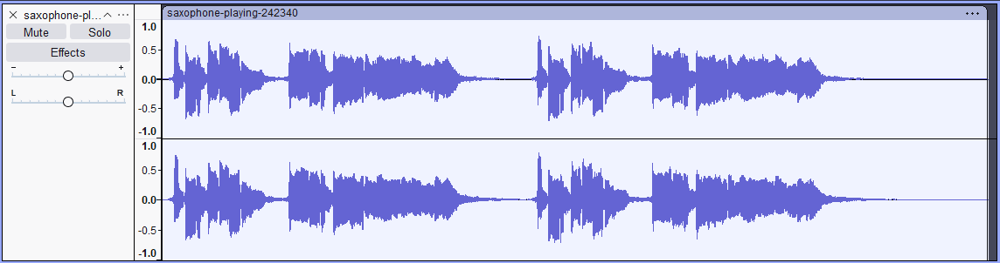 saxophone-pl... ...
saxophone-playing-242340 ...
Mute Solo
Effects
- +
L R
1.0
0.5
0.0
-0.5
-1.0
1.0
0.5
0.0
-0.5
-1.0